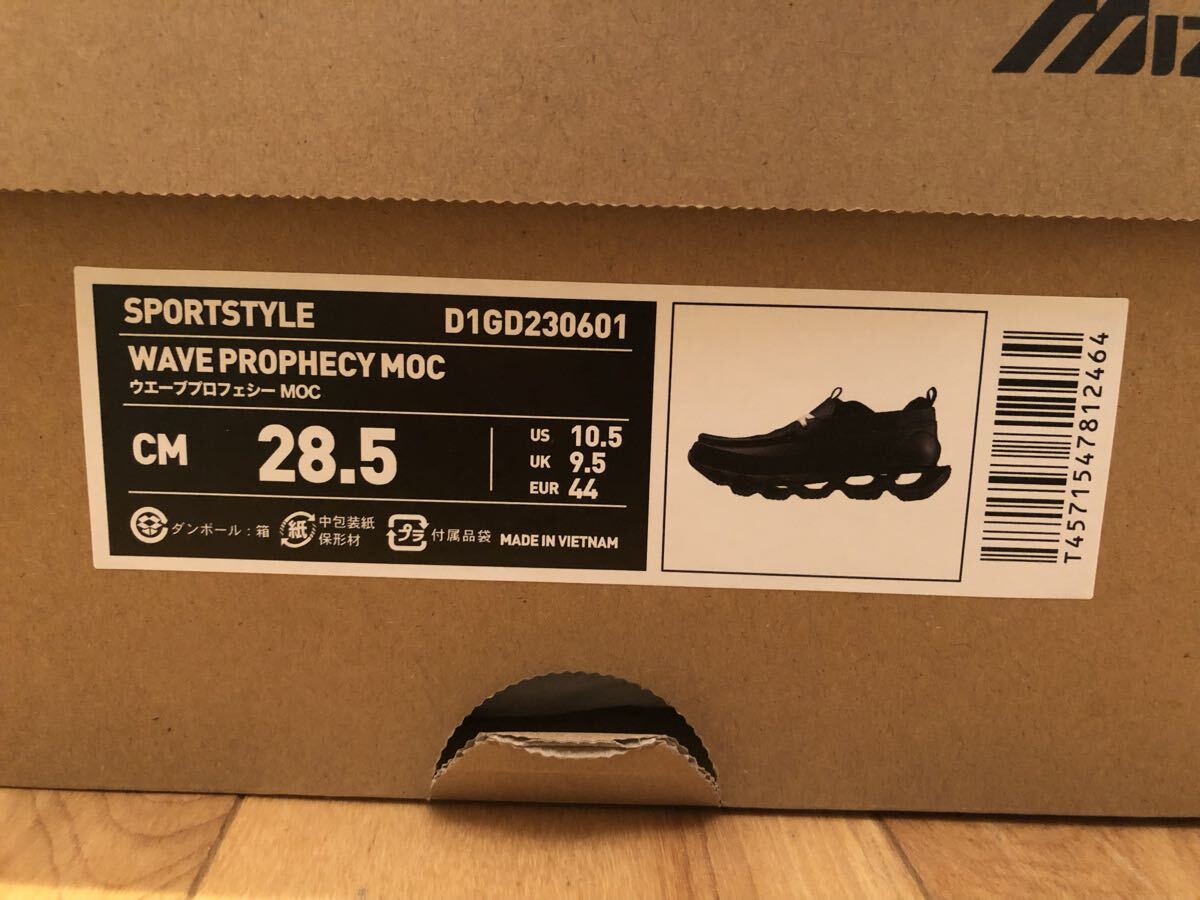 SPORTSTYLE D1GD230601
WAVE PROPHECY MOC
ウエーブプロフェシー MOC
CM 28.5
US 10.5
UK 9.5
EUR 44
ダンボール：箱
紙 中包装紙
保形材
プラ 付属品袋
MADE IN VIETNAM
T4571547812464